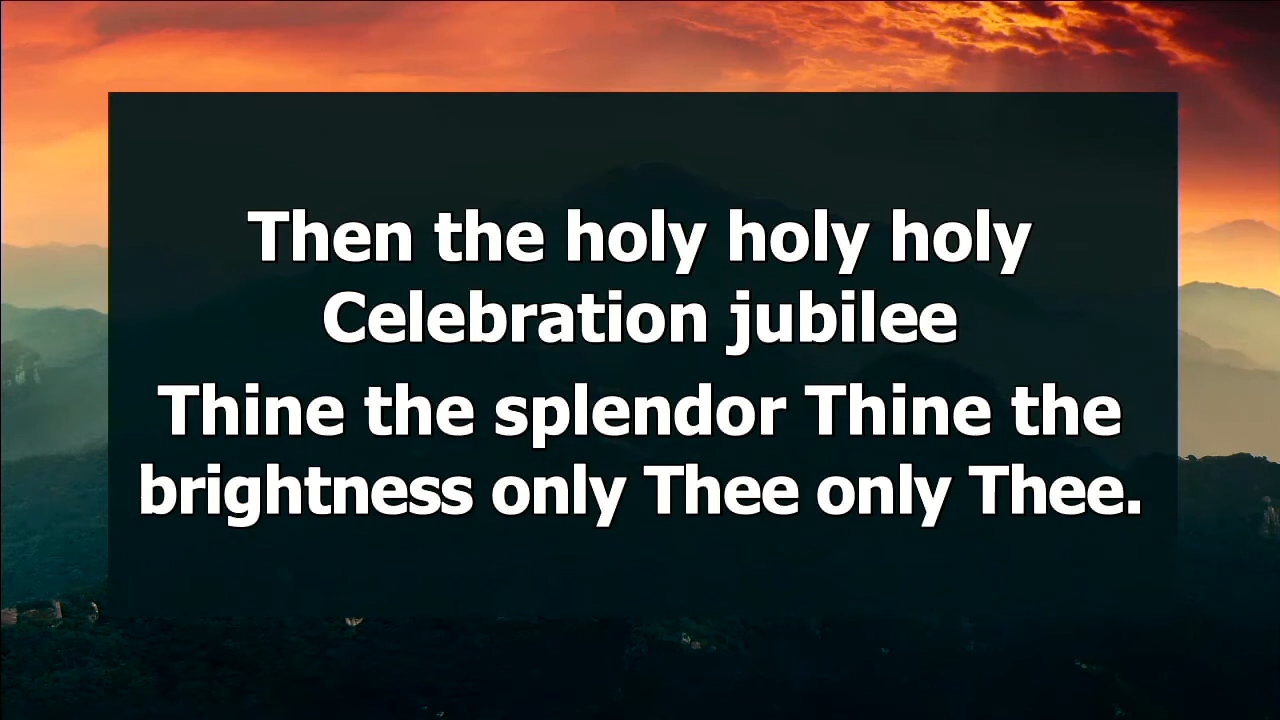 Then the holy holy holy
Celebration jubilee
Thine the splendor Thine the
brightness only Thee only Thee.